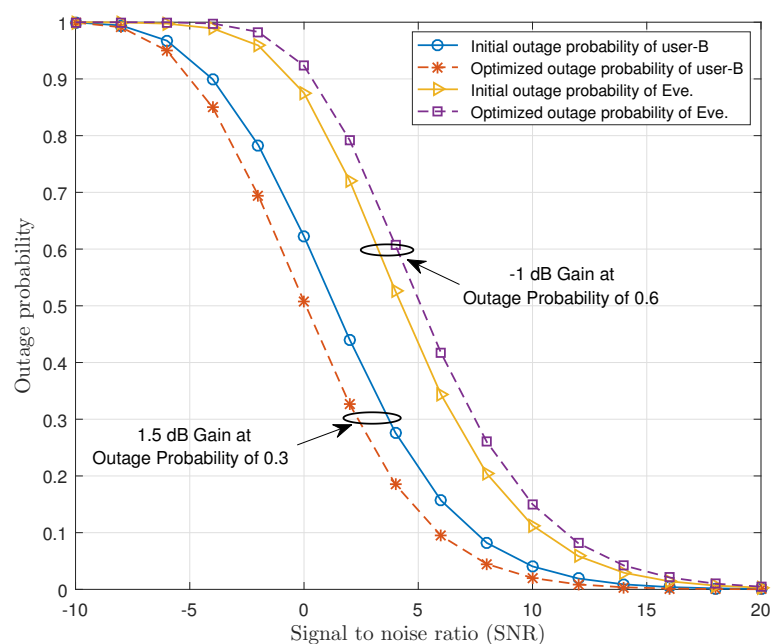 Initial outage probability of user-B
Optimized outage probability of user-B
Initial outage probability of Eve.
Optimized outage probability of Eve.
1
0.9
0.8
0.7
0.6
0.5
0.4
0.3
0.2
0.1
0
Outage probability
-1 dB Gain at
Outage Probability of 0.6
1.5 dB Gain at
Outage Probability of 0.3
-10 -5 0 5 10 15 20
Signal to noise ratio (SNR)